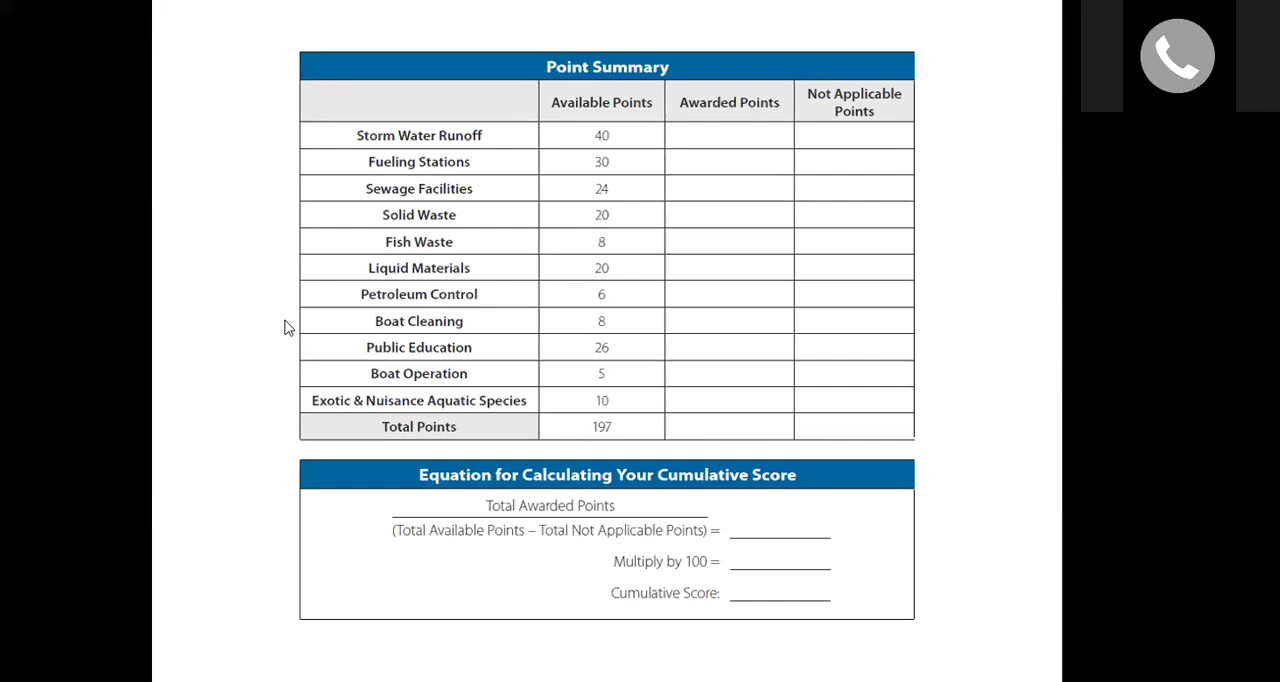 Point Summary
Available Points Awarded Points Not Applicable Points
Storm Water Runoff 40
Fueling Stations 30
Sewage Facilities 24
Solid Waste 20
Fish Waste 8
Liquid Materials 20
Petroleum Control 6
Boat Cleaning 8
Public Education 26
Boat Operation 5
Exotic & Nuisance Aquatic Species 10
Total Points 197
Equation for Calculating Your Cumulative Score
Total Awarded Points
(Total Available Points – Total Not Applicable Points) =
Multiply by 100 =
Cumulative Score: